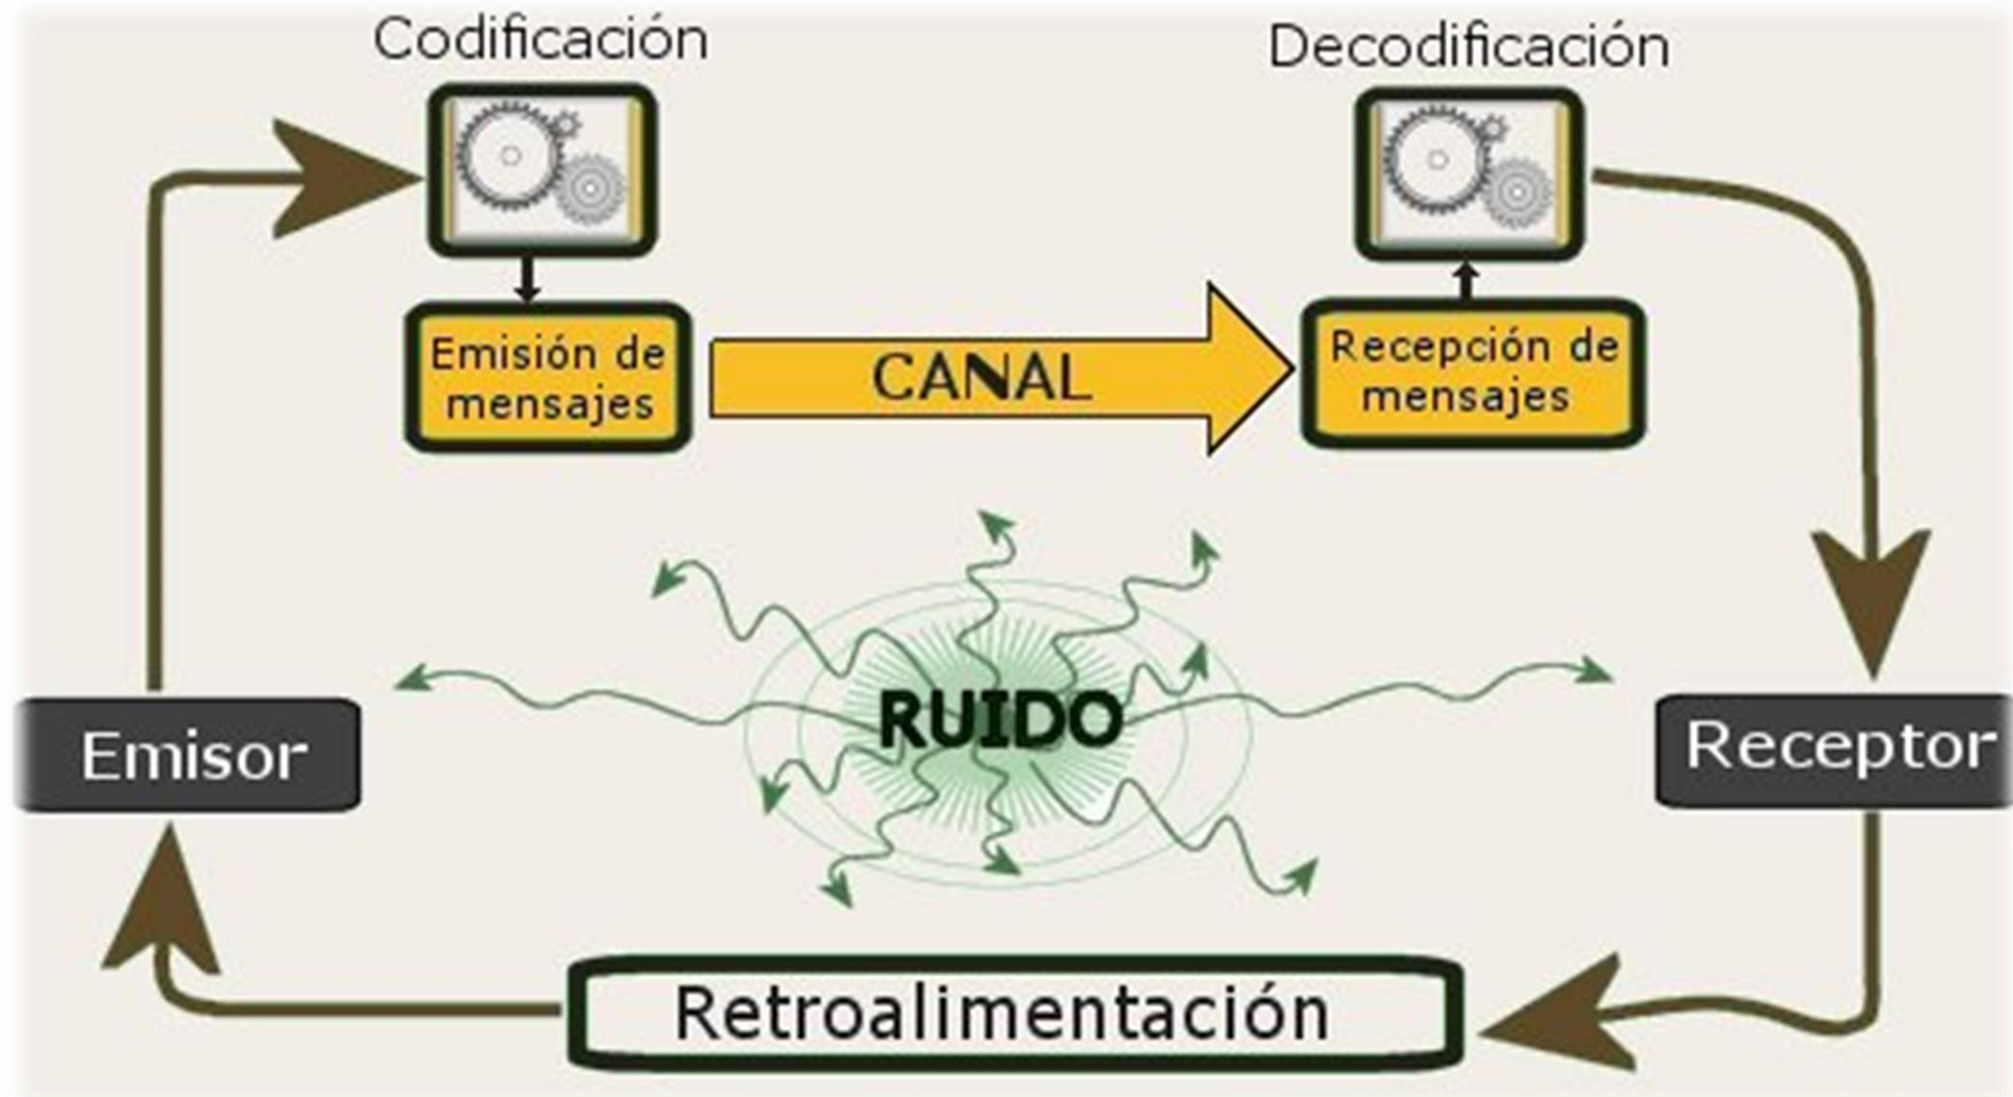 Codificación
Decodificación
Emisión de
mensajes
CANAL
Recepción de
mensajes
RUIDO
Emisor
Receptor
Retroalimentación